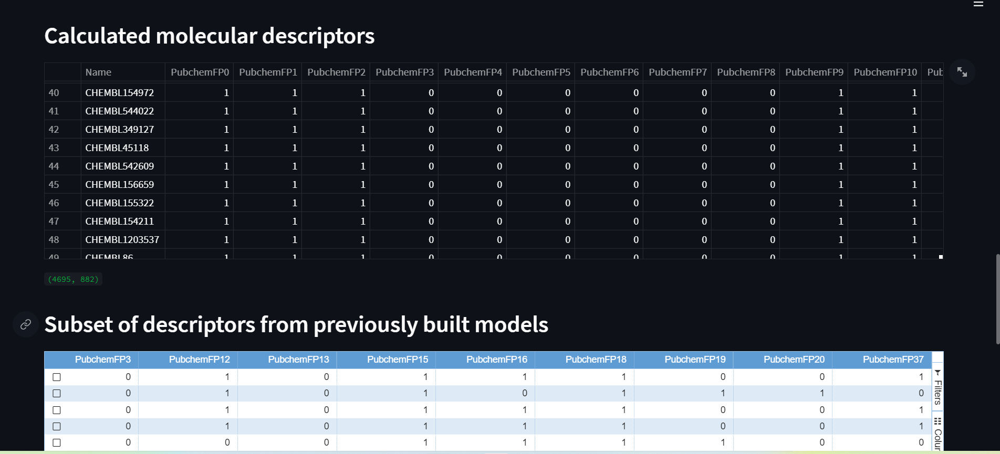 Calculated molecular descriptors
Name PubchemFP0 PubchemFP1 PubchemFP2 PubchemFP3 PubchemFP4 PubchemFP5 PubchemFP6 PubchemFP7 PubchemFP8 PubchemFP9 PubchemFP10 Pub
40 CHEMBL154972 1 1 1 0 0 0 0 0 0 1 1
41 CHEMBL544022 1 1 1 0 0 0 0 0 0 1 1
42 CHEMBL349127 1 1 1 0 0 0 0 0 0 1 1
43 CHEMBL45118 1 1 1 0 0 0 0 0 0 1 1
44 CHEMBL542609 1 1 1 0 0 0 0 0 0 1 1
45 CHEMBL156659 1 1 1 0 0 0 0 0 0 1 1
46 CHEMBL155322 1 1 1 0 0 0 0 0 0 1 1
47 CHEMBL154211 1 1 1 0 0 0 0 0 0 1 1
48 CHEMBL1203537 1 1 1 0 0 0 0 0 0 1 1
49 CHEMBL86 1 1 1 0 0 0 0 0 0 1 1
(4695, 882)
Subset of descriptors from previously built models
PubchemFP3 PubchemFP12 PubchemFP13 PubchemFP15 PubchemFP16 PubchemFP18 PubchemFP19 PubchemFP20 PubchemFP37
0 1 0 1 1 1 0 0 1
0 1 0 1 0 1 1 1 0
0 1 0 1 1 1 0 0 1
0 1 0 1 1 1 0 0 1
0 0 0 1 1 1 1 0 0
Filters
Colur